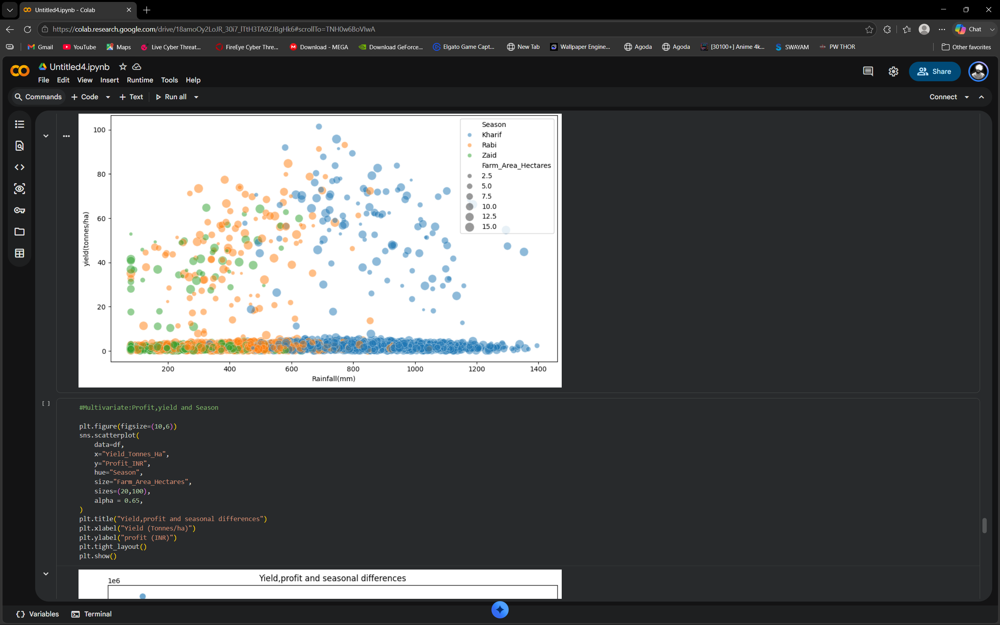 Untitled4.ipynb - Colab
https://colab.research.google.com/drive/18amoOy2LoJR_30i7_lTtH3TA9ZJBgHk6#scrollTo=TNH0w6BoVlwA
Chat
Gmail
YouTube
Maps
Live Cyber Threat...
FireEye Cyber Thre...
Download - MEGA
Download GeForce...
Elgato Game Capt...
New Tab
Wallpaper Engine...
Agoda
Agoda
[30100+] Anime 4k...
SWAYAM
PW THOR
Other favorites
Untitled4.ipynb
File Edit View Insert Runtime Tools Help
Share
Commands + Code + Text Run all
Connect
Season
Kharif
Rabi
Zaid
Farm_Area_Hectares
2.5
5.0
7.5
10.0
12.5
15.0
yield(tonnes/ha)
100
80
60
40
20
0
200 400 600 800 1000 1200 1400
Rainfall(mm)
[ ]
#Multivariate:Profit,yield and Season
plt.figure(figsize=(10,6))
sns.scatterplot(
data=df,
x="Yield_Tonnes_Ha",
y="Profit_INR",
hue="Season",
size="Farm_Area_Hectares",
sizes=(20,100),
alpha = 0.65,
)
plt.title("Yield,profit and seasonal differences")
plt.xlabel("Yield (Tonnes/ha)")
plt.ylabel("profit (INR)")
plt.tight_layout()
plt.show()
Yield,profit and seasonal differences
1e6
Variables
Terminal